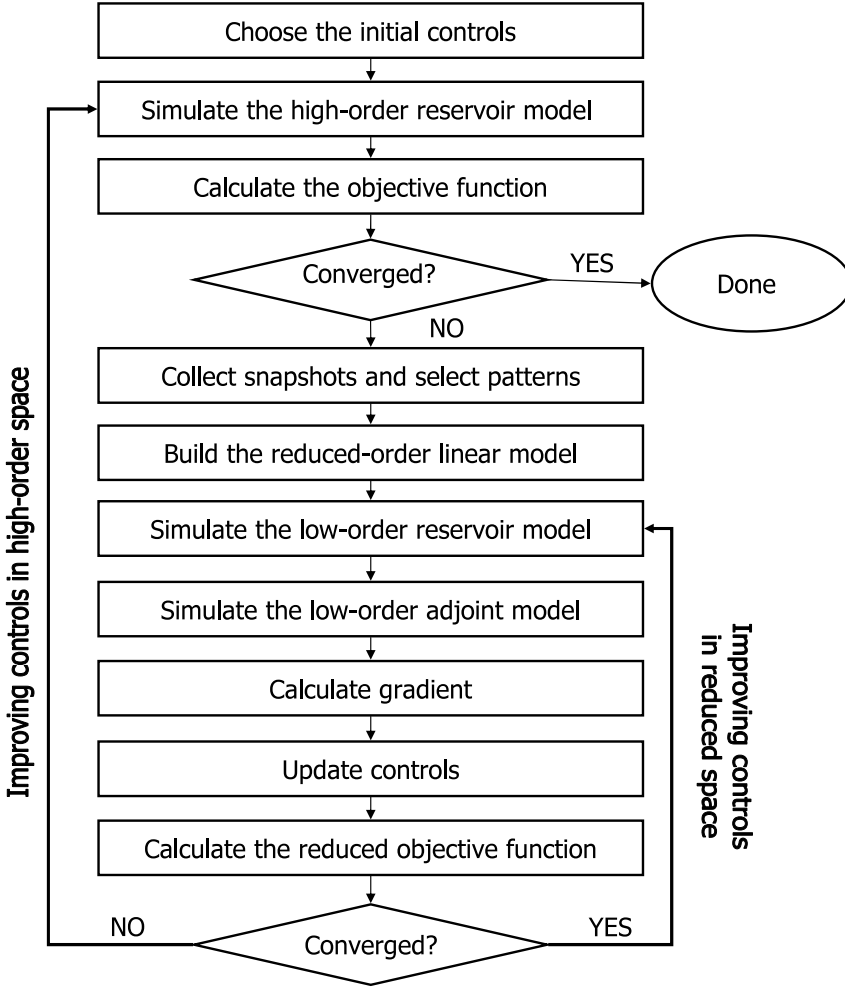 Choose the initial controls
Simulate the high-order reservoir model
Calculate the objective function
Converged?
YES
Done
NO
Collect snapshots and select patterns
Build the reduced-order linear model
Simulate the low-order reservoir model
Simulate the low-order adjoint model
Calculate gradient
Update controls
Calculate the reduced objective function
Converged?
NO
YES
Improving controls in high-order space
Improving controls
in reduced space